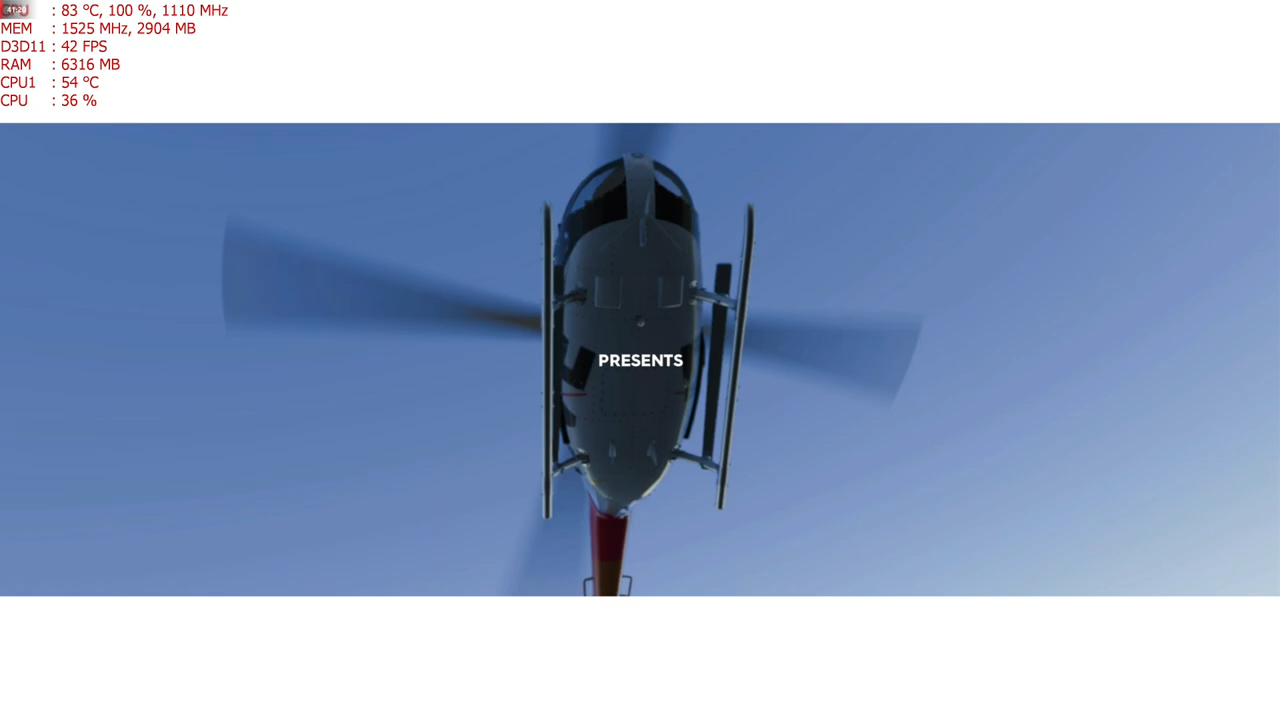 : 83 °C, 100 %, 1110 MHz
MEM : 1525 MHz, 2904 MB
D3D11 : 42 FPS
RAM : 6316 MB
CPU1 : 54 °C
CPU : 36 %
PRESENTS